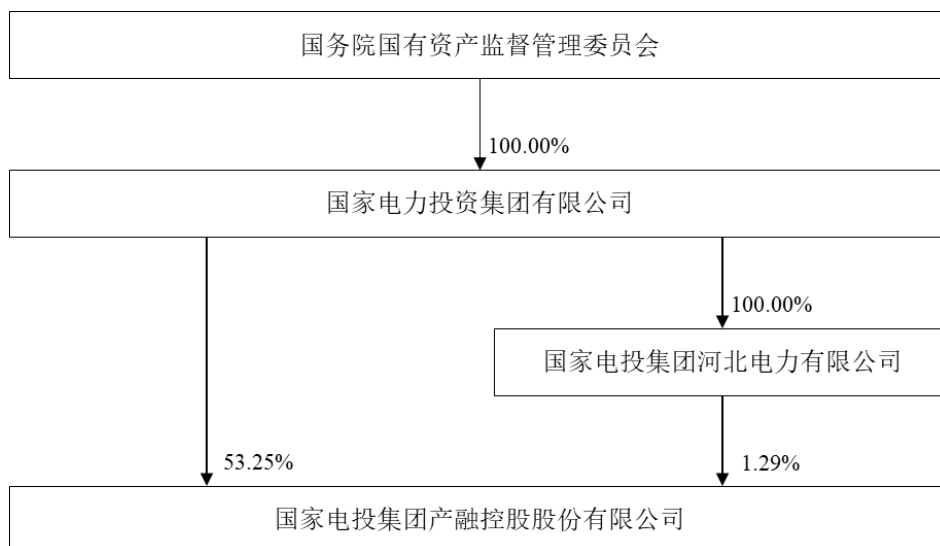 国务院国有资产监督管理委员会
100.00%
国家电力投资集团有限公司
100.00%
国家电投集团河北电力有限公司
53.25%
1.29%
国家电投集团产融控股股份有限公司